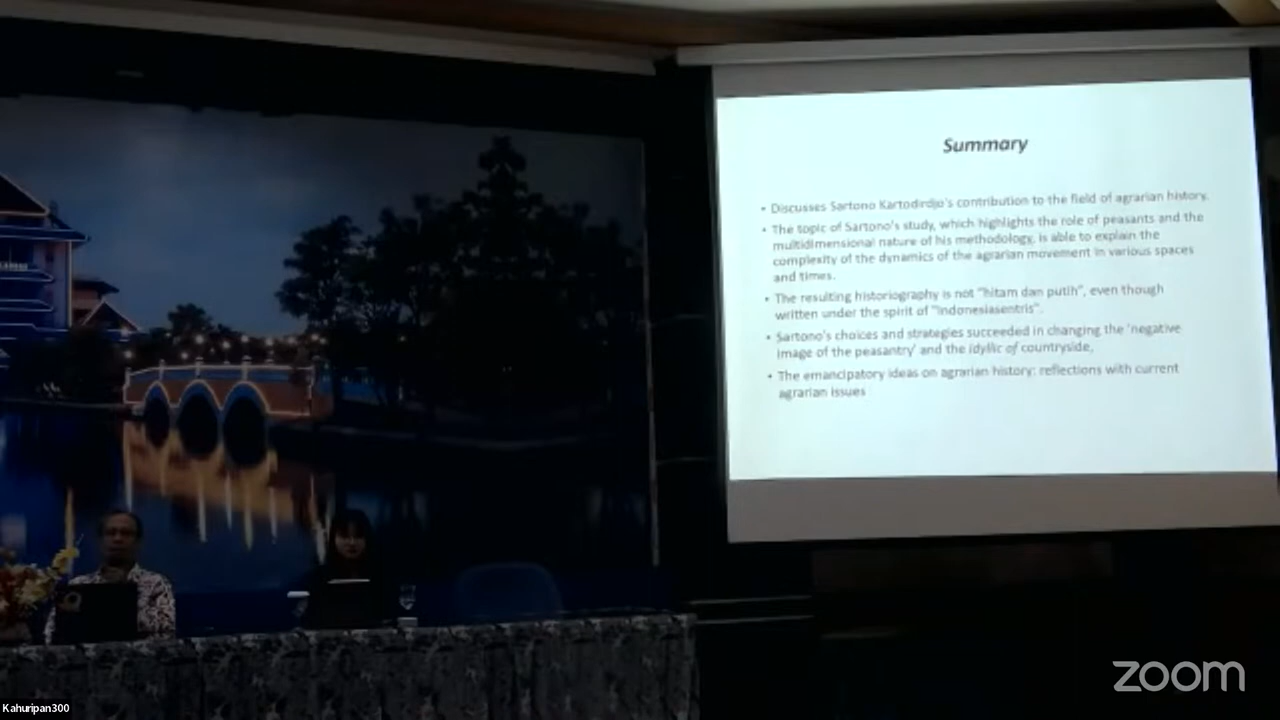 Summary
• Discusses Sartono Kartodirdjo's contribution to the field of agrarian history.
• The topic of Sartono's study, which highlights the role of peasants and the
multidimensional nature of his methodology, is able to explain the
complexity of the dynamics of the agrarian movement in various spaces
and times.
• The resulting historiography is not "hitam dan putih", even though
written under the spirit of "Indonesiasentris".
• Sartono's choices and strategies succeeded in changing the 'negative
image of the peasantry' and the idyllic of countryside,
• The emancipatory ideas on agrarian history: reflections with current
agrarian issues
zoom
Kahuripan300